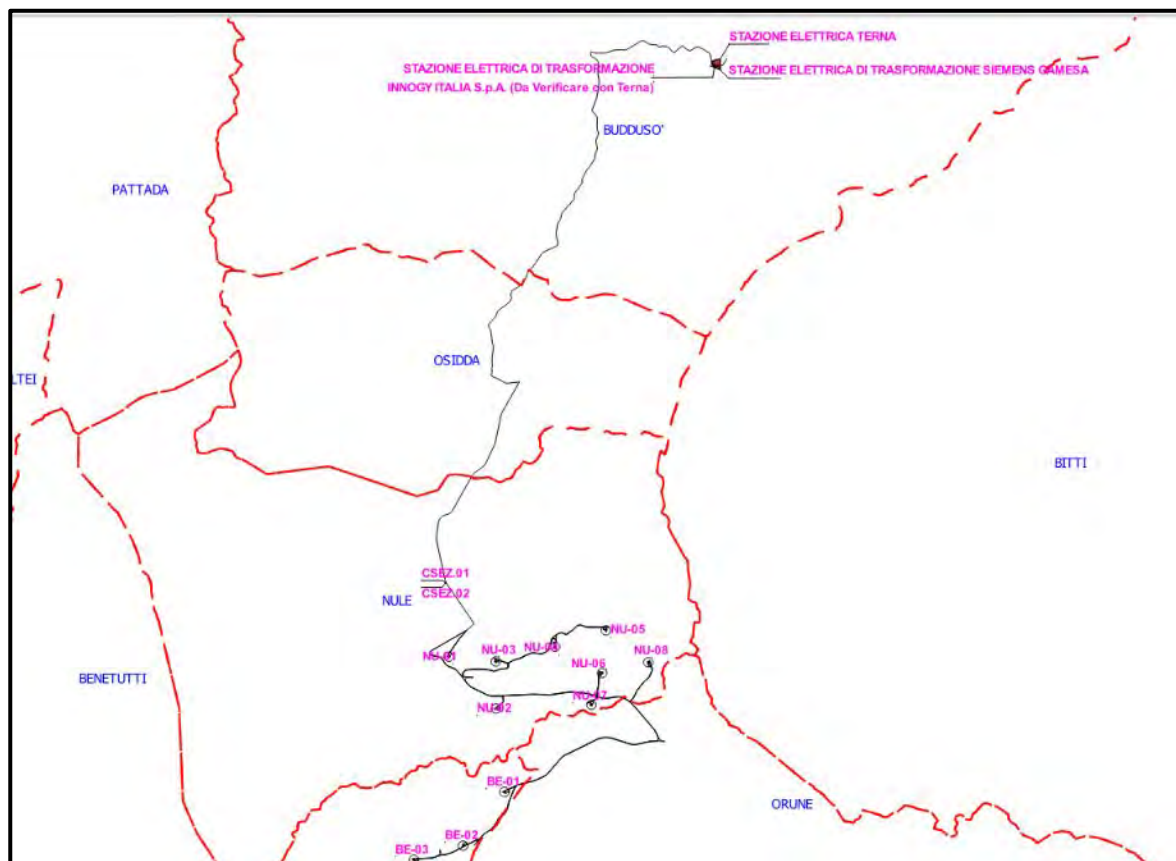 STAZIONE ELETTRICA TERNA
STAZIONE ELETTRICA DI TRASFORMAZIONE
STAZIONE ELETTRICA DI TRASFORMAZIONE SIEMENS GAMESA
INNOGY ITALIA S.p.A. (Da Verificare con Terna)
BUDDUSO'
PATTADA
OSIDDA
LTEI
BITTI
CSEZ.01
CSEZ.02
NULE
NU-05
NU-01
NU-03
NU-08
NU-06
BENETUTTI
NU-02
NU-07
BE-01
ORUNE
BE-02
BE-03